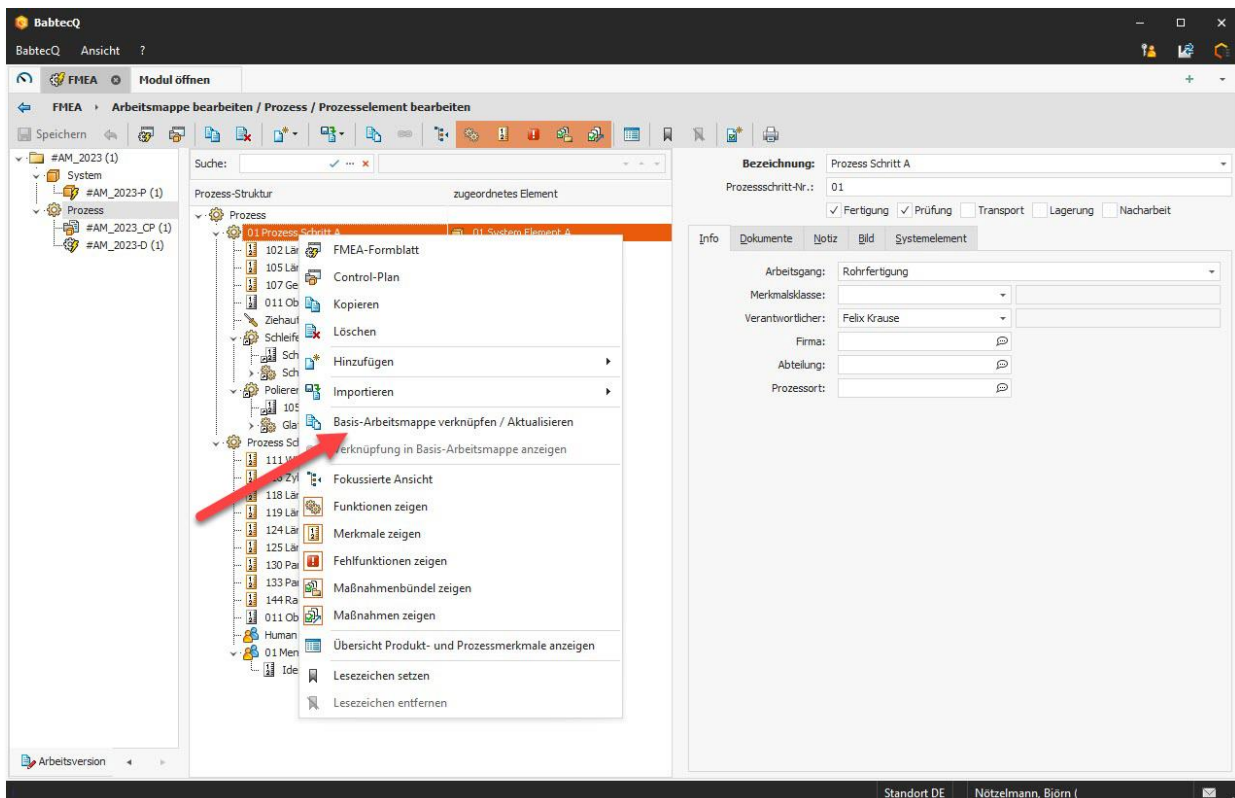 BabtecQ
BabtecQ Ansicht ?
FMEA Modul öffnen
FMEA Arbeitsmappe bearbeiten / Prozess / Prozesselement bearbeiten
Speichern
#AM_2023 (1)
System
#AM_2023-P (1)
Prozess
#AM_2023_CP (1)
#AM_2023-D (1)
Arbeitsversion
Suche:
Prozess-Struktur zugeordnetes Element
Prozess
01 Prozess Schritt A 01 System Element A
102 Län
105 Län
107 Ge
011 Ob
Ziehauf
Schleife
Sch
Sch
Polieren
105
Gla
Prozess Sch
111
Zyl
118 Län
119 Län
124 Län
125 Län
130 Par
133 Par
144 Ra
011 Ob
Human
01 Men
Ide
FMEA-Formblatt
Control-Plan
Kopieren
Löschen
Hinzufügen
Importieren
Basis-Arbeitsmappe verknüpfen / Aktualisieren
Verknüpfung in Basis-Arbeitsmappe anzeigen
Fokussierte Ansicht
Funktionen zeigen
Merkmale zeigen
Fehlfunktionen zeigen
Maßnahmenbündel zeigen
Maßnahmen zeigen
Übersicht Produkt- und Prozessmerkmale anzeigen
Lesezeichen setzen
Lesezeichen entfernen
Bezeichnung: Prozess Schritt A
Prozessschritt-Nr.: 01
Fertigung Prüfung Transport Lagerung Nacharbeit
Info Dokumente Notiz Bild Systemelement
Arbeitsgang: Rohrfertigung
Merkmalsklasse:
Verantwortlicher: Felix Krause
Firma:
Abteilung:
Prozessort:
Standort DE Nötzelmann, Björn (